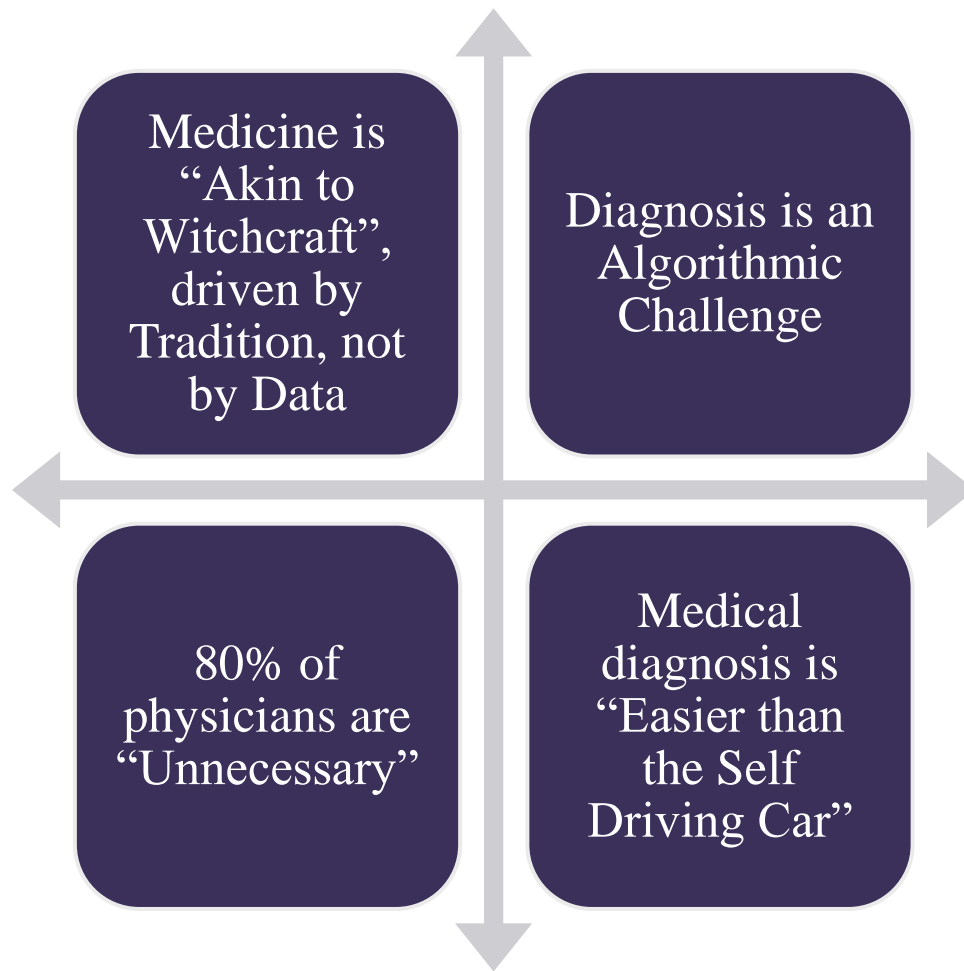 Medicine is
“Akin to
Witchcraft”,
driven by
Tradition, not
by Data
Diagnosis is an
Algorithmic
Challenge
80% of
physicians are
“Unnecessary”
Medical
diagnosis is
“Easier than
the Self
Driving Car”